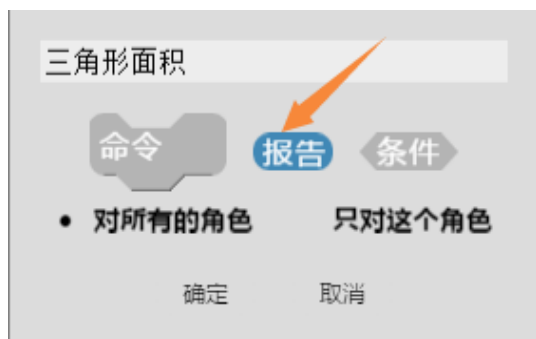 三角形面积
命令 报告 条件
• 对所有的角色 只对这个角色
确定 取消